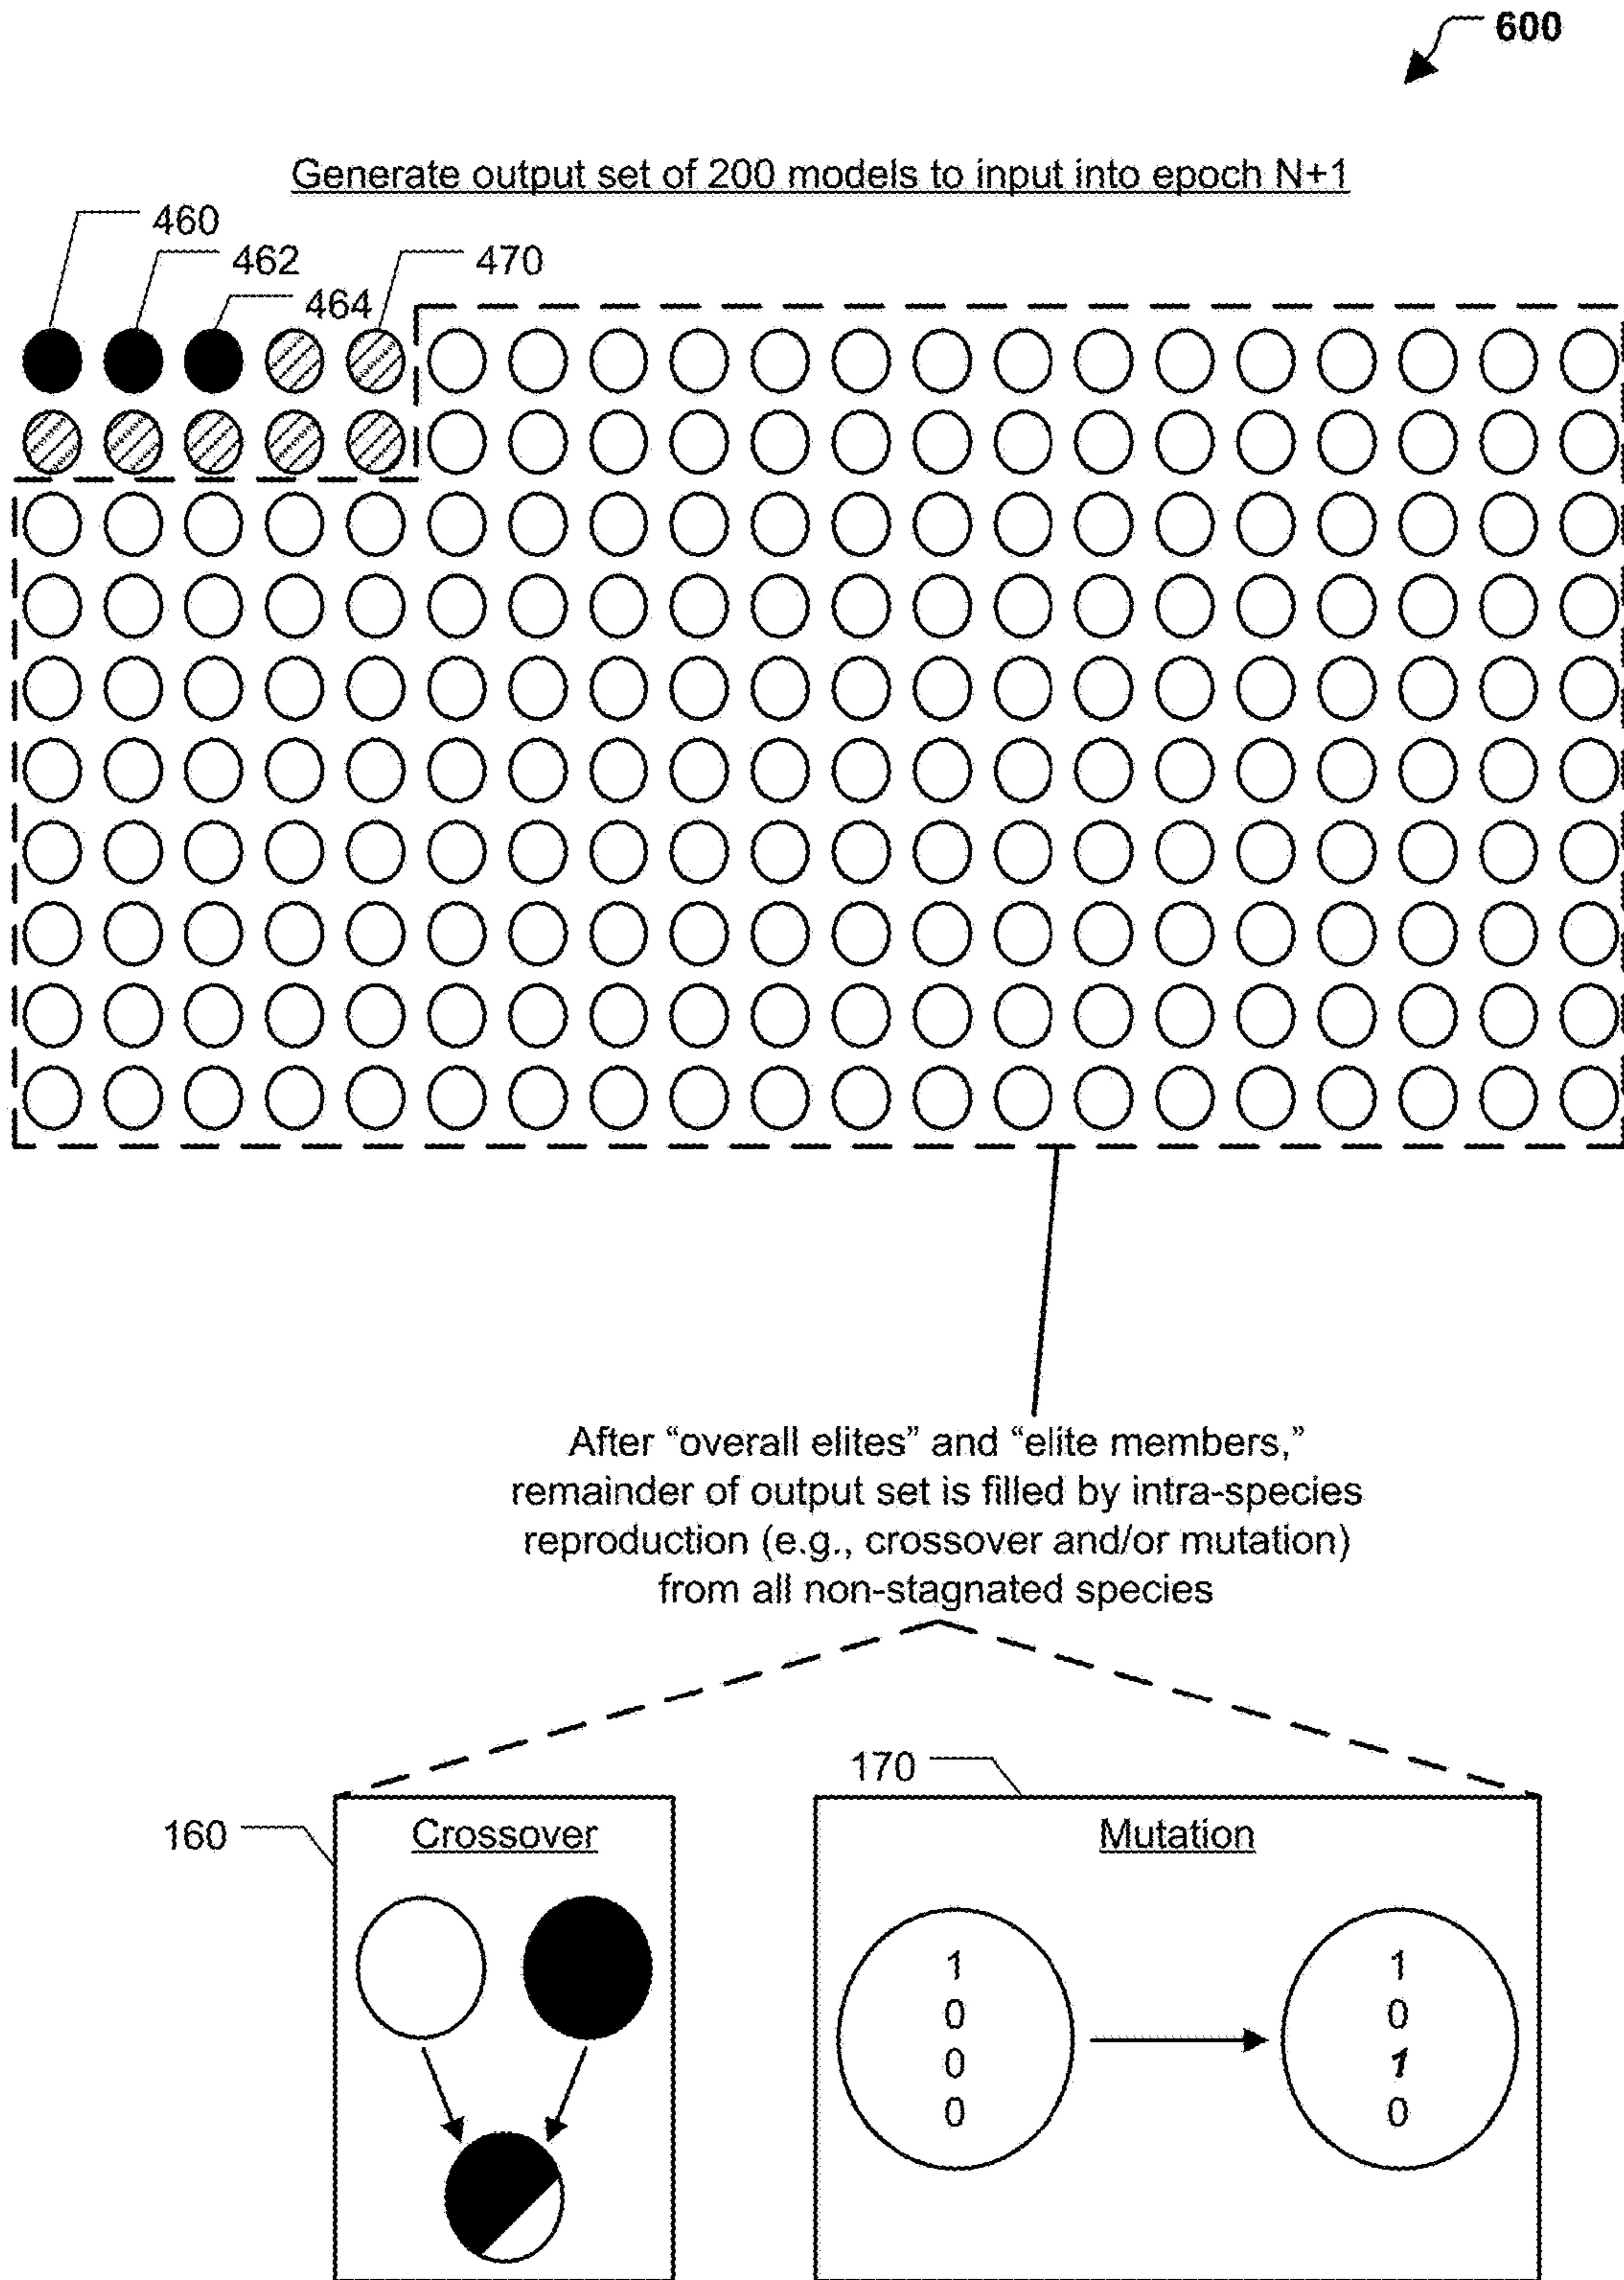 600
Generate output set of 200 models to input into epoch N+1
460
462
464
470
After “overall elites” and “elite members,”
remainder of output set is filled by intra-species
reproduction (e.g., crossover and/or mutation)
from all non-stagnated species
160
Crossover
170
Mutation
1
0
0
0
1
0
1
0